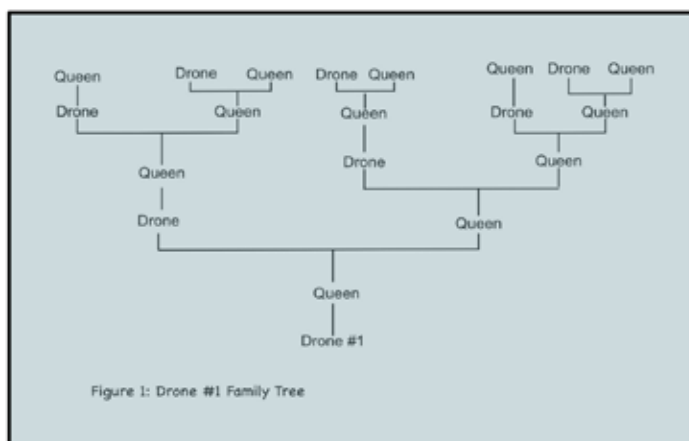 Queen Drone Queen Drone Queen Queen Drone Queen
Drone Queen Queen Drone Queen
Queen Drone Queen
Drone Queen
Queen
Drone #1
Figure 1: Drone #1 Family Tree